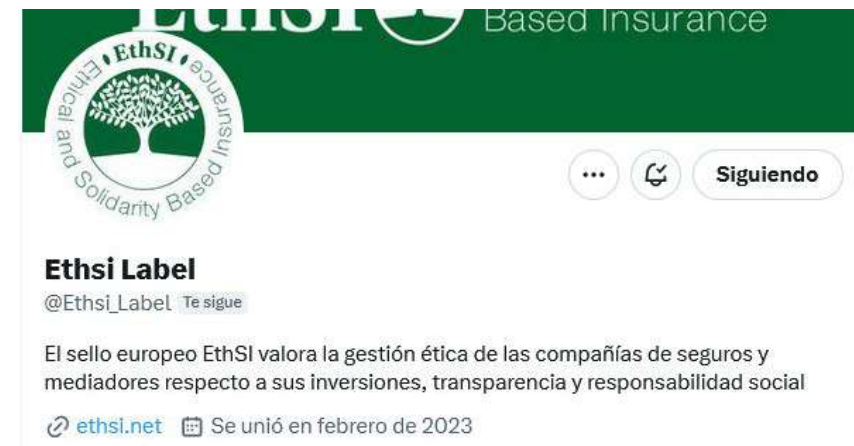 EthSI Based Insurance
• EthSI •
Ethical and Solidarity Based Insurance
Siguiendo
Ethsi Label
@Ethsi_Label Te sigue
El sello europeo EthSI valora la gestión ética de las compañías de seguros y
mediadores respecto a sus inversiones, transparencia y responsabilidad social
ethsi.net Se unió en febrero de 2023